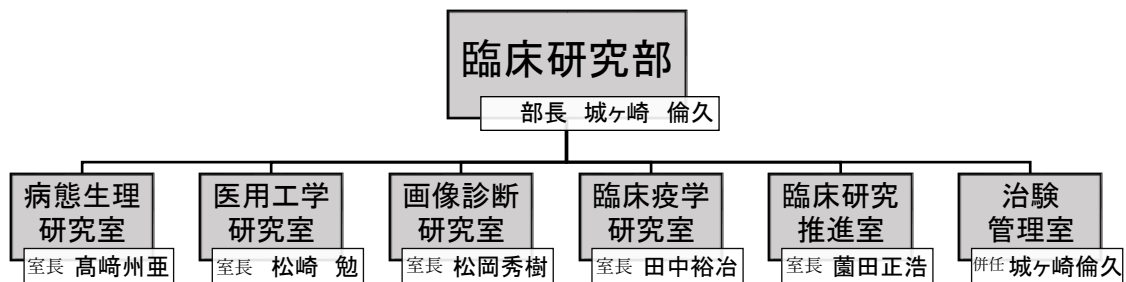 臨床研究部
部長 城ヶ崎 倫久
病態生理
研究室
室長 髙﨑州亜
医用工学
研究室
室長 松崎 勉
画像診断
研究室
室長 松岡秀樹
臨床疫学
研究室
室長 田中裕治
臨床研究
推進室
室長 薗田正浩
治験
管理室
併任 城ヶ崎倫久